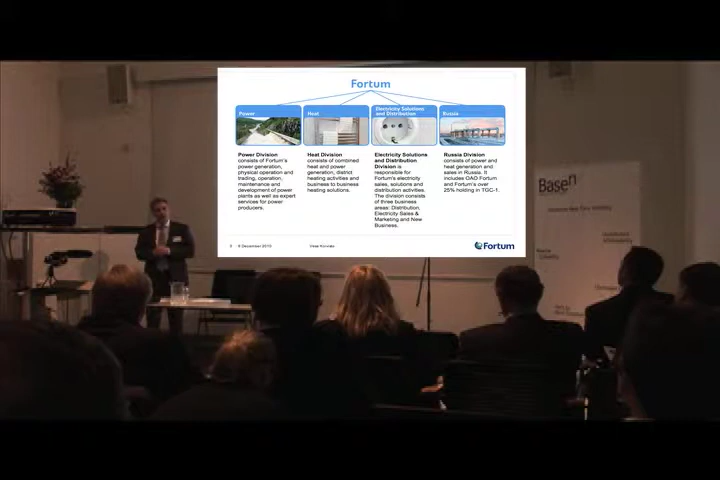 Fortum
Power
Heat
Electricity Solutions
and Distribution
Russia
Power Division
consists of Fortum's
power generation,
physical operation and
trading, operation,
maintenance and
development of power
plants as well as expert
services for power
producers.
Heat Division
consists of combined
heat and power
generation, district
heating activities and
business to business
heating solutions.
Electricity Solutions
and Distribution
Division is
responsible for
Fortum's electricity
sales, solutions and
distribution activities.
The division consists
of three business
areas: Distribution,
Electricity Sales &
Marketing and New
Business.
Russia Division
consists of power and
heat generation and
sales in Russia. It
includes OAO Fortum
and Fortum's over
25% holding in TGC-1.
Fortum
Basen